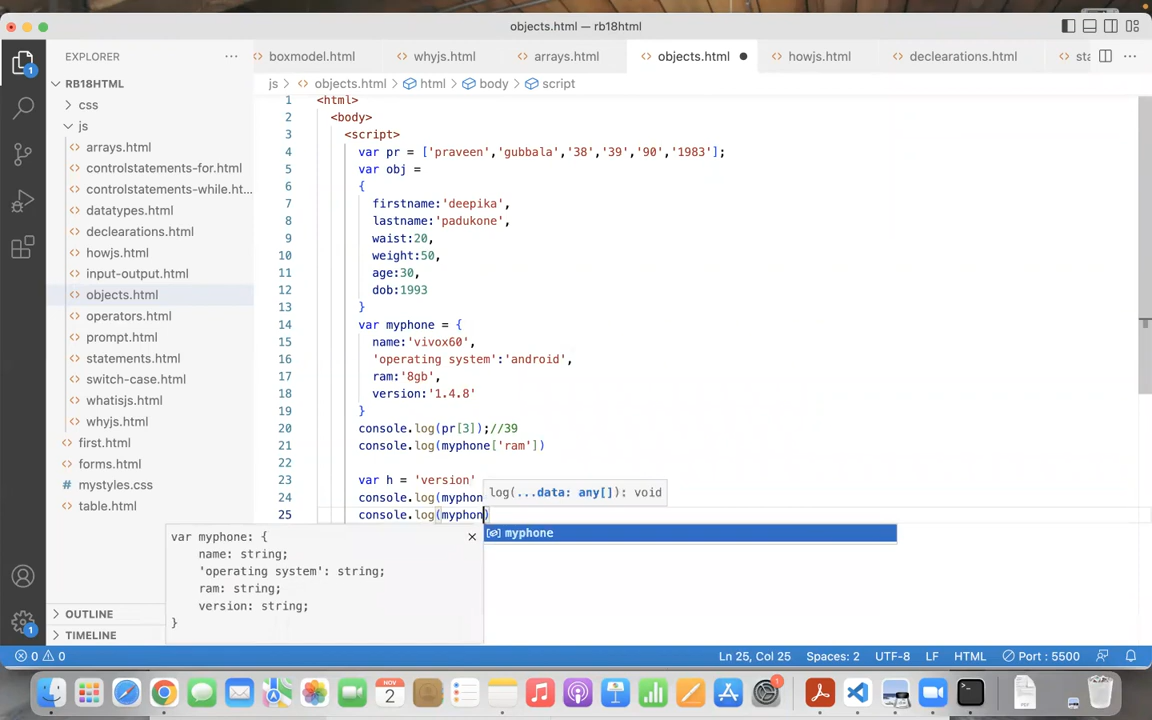 objects.html — rb18html
EXPLORER
boxmodel.html
whyjs.html
arrays.html
objects.html
howjs.html
declearations.html
sta
js > objects.html > html > body > script
RB18HTML
css
js
arrays.html
controlstatements-for.html
controlstatements-while.ht...
datatypes.html
declearations.html
howjs.html
input-output.html
objects.html
operators.html
prompt.html
statements.html
switch-case.html
whatisjs.html
whyjs.html
first.html
forms.html
mystyles.css
table.html
OUTLINE
TIMELINE
1 <html>
2 <body>
3 <script>
4 var pr = ['praveen','gubbala','38','39','90','1983'];
5 var obj =
6 {
7 firstname:'deepika',
8 lastname:'padukone',
9 waist:20,
10 weight:50,
11 age:30,
12 dob:1993
13 }
14 var myphone = {
15 name:'vivox60',
16 'operating system':'android',
17 ram:'8gb',
18 version:'1.4.8'
19 }
20 console.log(pr[3]);//39
21 console.log(myphone['ram'])
22
23 var h = 'version'
24 console.log(myphon
25 console.log(myphon)
log(...data: any[]): void
myphone
var myphone: {
name: string;
'operating system': string;
ram: string;
version: string;
}
0 0
Ln 25, Col 25
Spaces: 2
UTF-8
LF
HTML
Port : 5500
1
1
NOV
2
1